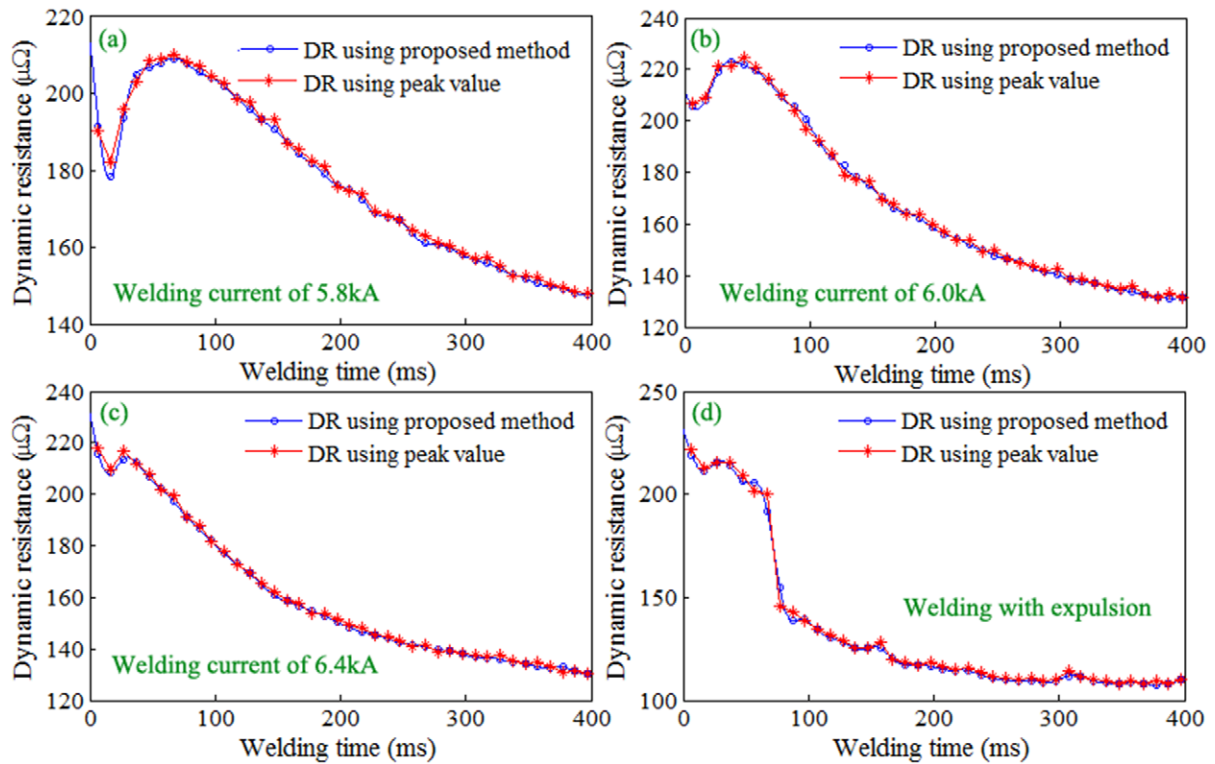 (a)
DR using proposed method
DR using peak value
Welding current of 5.8kA
Dynamic resistance (μΩ)
220
200
180
160
140
0 100 200 300 400
Welding time (ms)
(b)
DR using proposed method
DR using peak value
Welding current of 6.0kA
Dynamic resistance (μΩ)
240
220
200
180
160
140
120
0 100 200 300 400
Welding time (ms)
(c)
DR using proposed method
DR using peak value
Welding current of 6.4kA
Dynamic resistance (μΩ)
240
220
200
180
160
140
120
0 100 200 300 400
Welding time (ms)
(d)
DR using proposed method
DR using peak value
Welding with expulsion
Dynamic resistance (μΩ)
250
200
150
100
0 100 200 300 400
Welding time (ms)